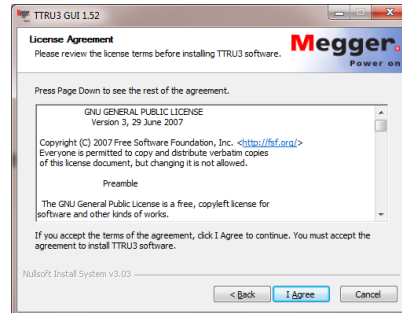 TTRU3 GUI 1.52
License Agreement
Please review the license terms before installing TTRU3 software.
Megger.
Power on
Press Page Down to see the rest of the agreement.
GNU GENERAL PUBLIC LICENSE
Version 3, 29 June 2007
Copyright (C) 2007 Free Software Foundation, Inc. <http://fsf.org/>
Everyone is permitted to copy and distribute verbatim copies
of this license document, but changing it is not allowed.
Preamble
The GNU General Public License is a free, copyleft license for
software and other kinds of works.
If you accept the terms of the agreement, click I Agree to continue. You must accept the
agreement to install TTRU3 software.
Nullsoft Install System v3.03
< Back
I Agree
Cancel